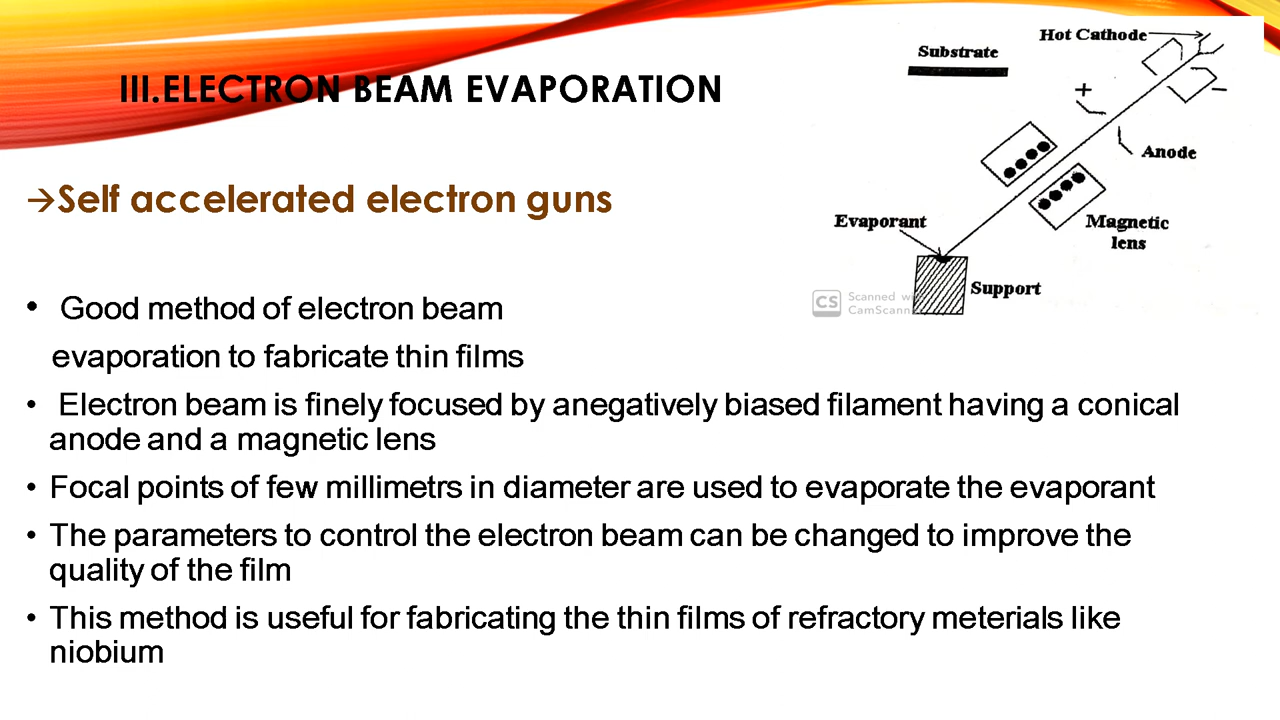 III.ELECTRON BEAM EVAPORATION
→Self accelerated electron guns
Substrate
Hot Cathode
+
−
Anode
Magnetic
lens
Evaporant
Support
CS Scanned
CamScann
• Good method of electron beam
evaporation to fabricate thin films
• Electron beam is finely focused by anegatively biased filament having a conical
anode and a magnetic lens
• Focal points of few millimetrs in diameter are used to evaporate the evaporant
• The parameters to control the electron beam can be changed to improve the
quality of the film
• This method is useful for fabricating the thin films of refractory meterials like
niobium